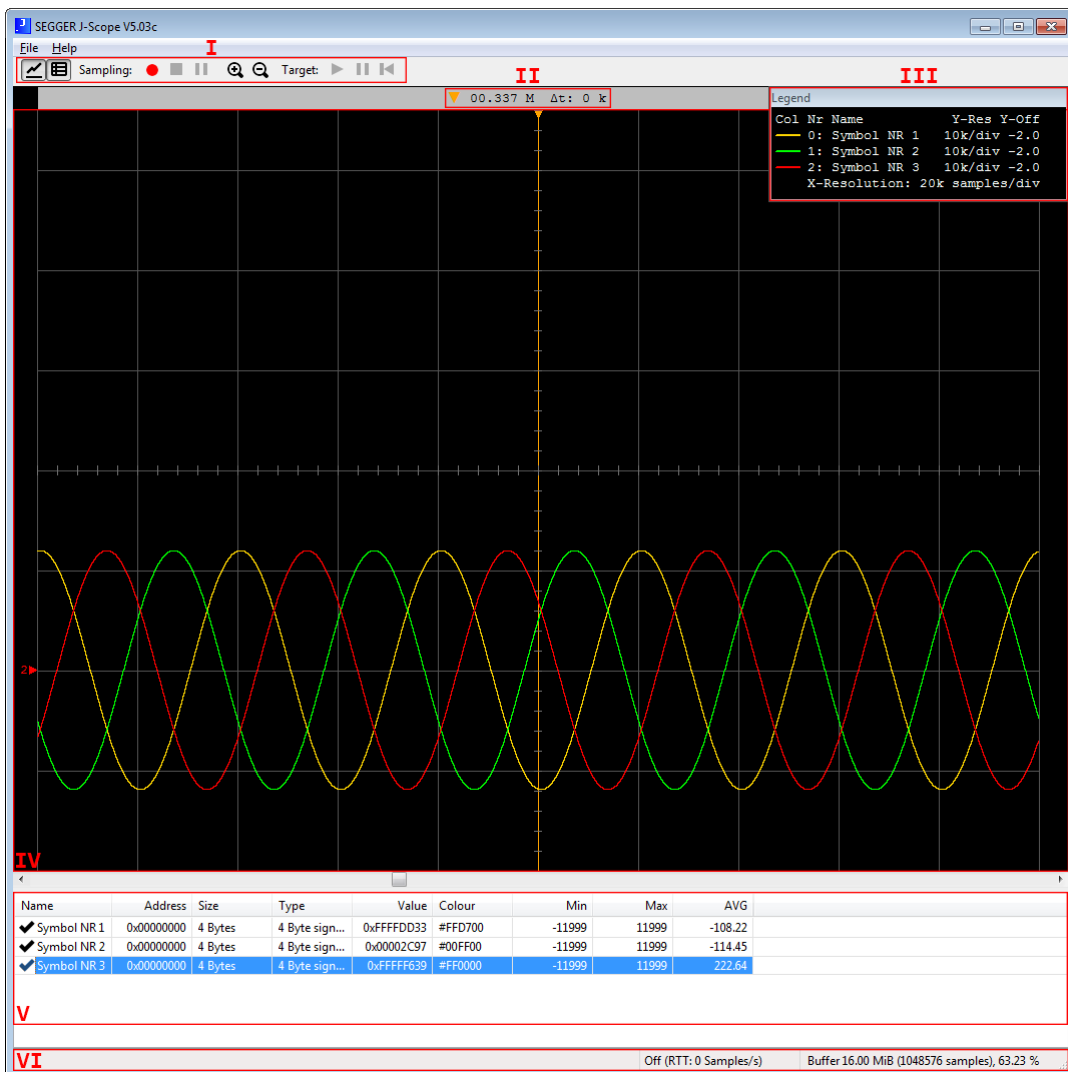 SEGGER J-Scope V5.03c
File Help
I
Sampling: Target:
II
III
00.337 M Δt: 0 k
Legend
Col Nr Name Y-Res Y-Off
0: Symbol NR 1 10k/div -2.0
1: Symbol NR 2 10k/div -2.0
2: Symbol NR 3 10k/div -2.0
X-Resolution: 20k samples/div
2
IV
Name Address Size Type Value Colour Min Max AVG
Symbol NR 1 0x00000000 4 Bytes 4 Byte sign... 0xFFFFDD33 #FFD700 -11999 11999 -108.22
Symbol NR 2 0x00000000 4 Bytes 4 Byte sign... 0x00002C97 #00FF00 -11999 11999 -114.45
Symbol NR 3 0x00000000 4 Bytes 4 Byte sign... 0xFFFFF639 #FF0000 -11999 11999 222.64
V
VI
Off (RTT: 0 Samples/s) Buffer 16.00 MiB (1048576 samples), 63.23 %